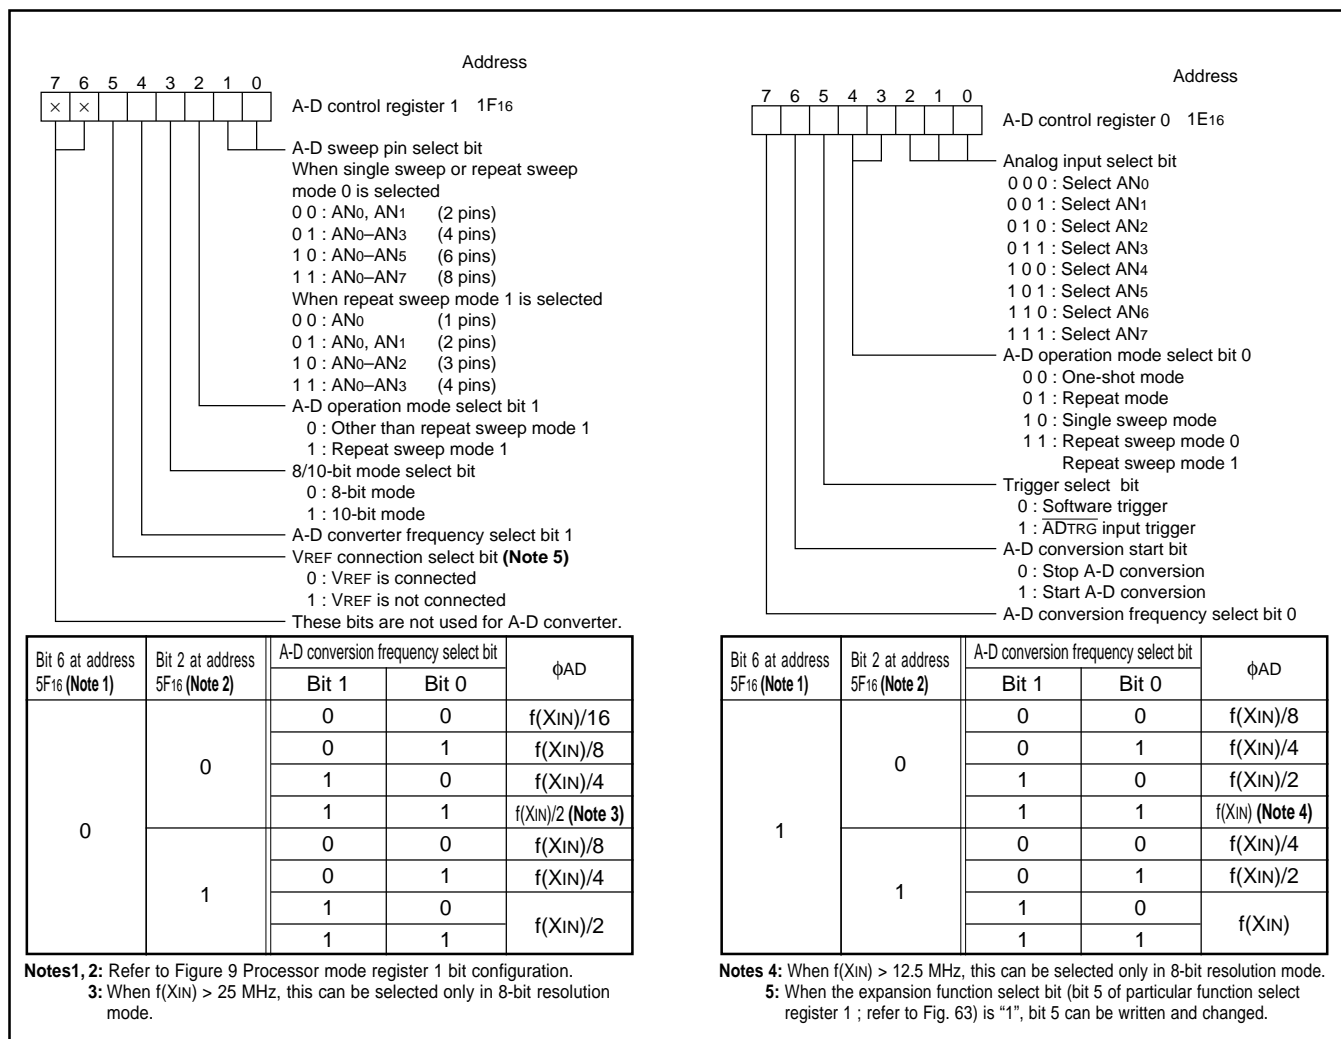 Address
7 6 5 4 3 2 1 0
× ×
A-D control register 1 1F16
A-D sweep pin select bit
When single sweep or repeat sweep
mode 0 is selected
0 0 : AN0, AN1 (2 pins)
0 1 : AN0–AN3 (4 pins)
1 0 : AN0–AN5 (6 pins)
1 1 : AN0–AN7 (8 pins)
When repeat sweep mode 1 is selected
0 0 : AN0 (1 pins)
0 1 : AN0, AN1 (2 pins)
1 0 : AN0–AN2 (3 pins)
1 1 : AN0–AN3 (4 pins)
A-D operation mode select bit 1
0 : Other than repeat sweep mode 1
1 : Repeat sweep mode 1
8/10-bit mode select bit
0 : 8-bit mode
1 : 10-bit mode
A-D converter frequency select bit 1
VREF connection select bit (Note 5)
0 : VREF is connected
1 : VREF is not connected
These bits are not used for A-D converter.
Address
7 6 5 4 3 2 1 0
A-D control register 0 1E16
Analog input select bit
0 0 0 : Select AN0
0 0 1 : Select AN1
0 1 0 : Select AN2
0 1 1 : Select AN3
1 0 0 : Select AN4
1 0 1 : Select AN5
1 1 0 : Select AN6
1 1 1 : Select AN7
A-D operation mode select bit 0
0 0 : One-shot mode
0 1 : Repeat mode
1 0 : Single sweep mode
1 1 : Repeat sweep mode 0
Repeat sweep mode 1
Trigger select bit
0 : Software trigger
1 : ADTRG input trigger
A-D conversion start bit
0 : Stop A-D conversion
1 : Start A-D conversion
A-D conversion frequency select bit 0
Bit 6 at address 5F16 (Note 1) Bit 2 at address 5F16 (Note 2) A-D conversion frequency select bit φAD
Bit 1 Bit 0
0 0 0 0 f(XIN)/16
0 1 f(XIN)/8
1 0 f(XIN)/4
1 1 f(XIN)/2 (Note 3)
1 0 0 f(XIN)/8
0 1 f(XIN)/4
1 0 f(XIN)/2
1 1
Notes1, 2: Refer to Figure 9 Processor mode register 1 bit configuration.
3: When f(XIN) > 25 MHz, this can be selected only in 8-bit resolution
mode.
Bit 6 at address 5F16 (Note 1) Bit 2 at address 5F16 (Note 2) A-D conversion frequency select bit φAD
Bit 1 Bit 0
1 0 0 0 f(XIN)/8
0 1 f(XIN)/4
1 0 f(XIN)/2
1 1 f(XIN) (Note 4)
1 0 0 f(XIN)/4
0 1 f(XIN)/2
1 0 f(XIN)
1 1
Notes 4: When f(XIN) > 12.5 MHz, this can be selected only in 8-bit resolution mode.
5: When the expansion function select bit (bit 5 of particular function select
register 1 ; refer to Fig. 63) is “1”, bit 5 can be written and changed.